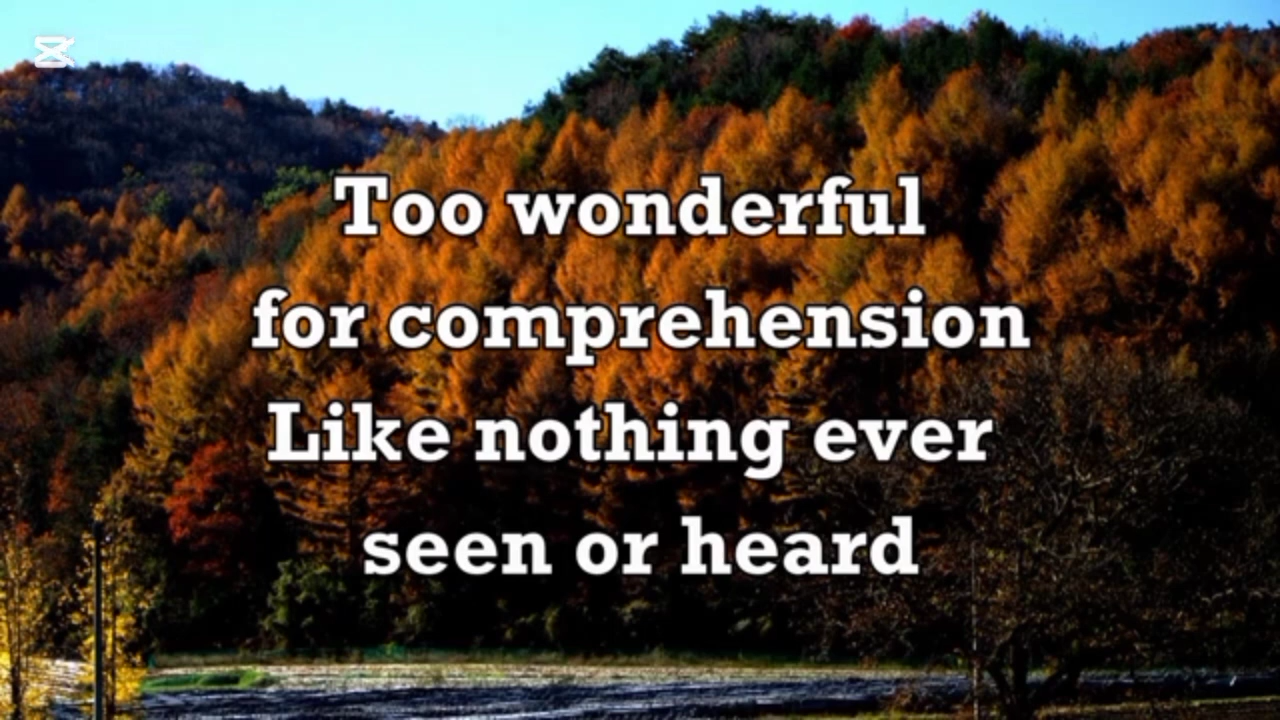 Too wonderful
for comprehension
Like nothing ever
seen or heard